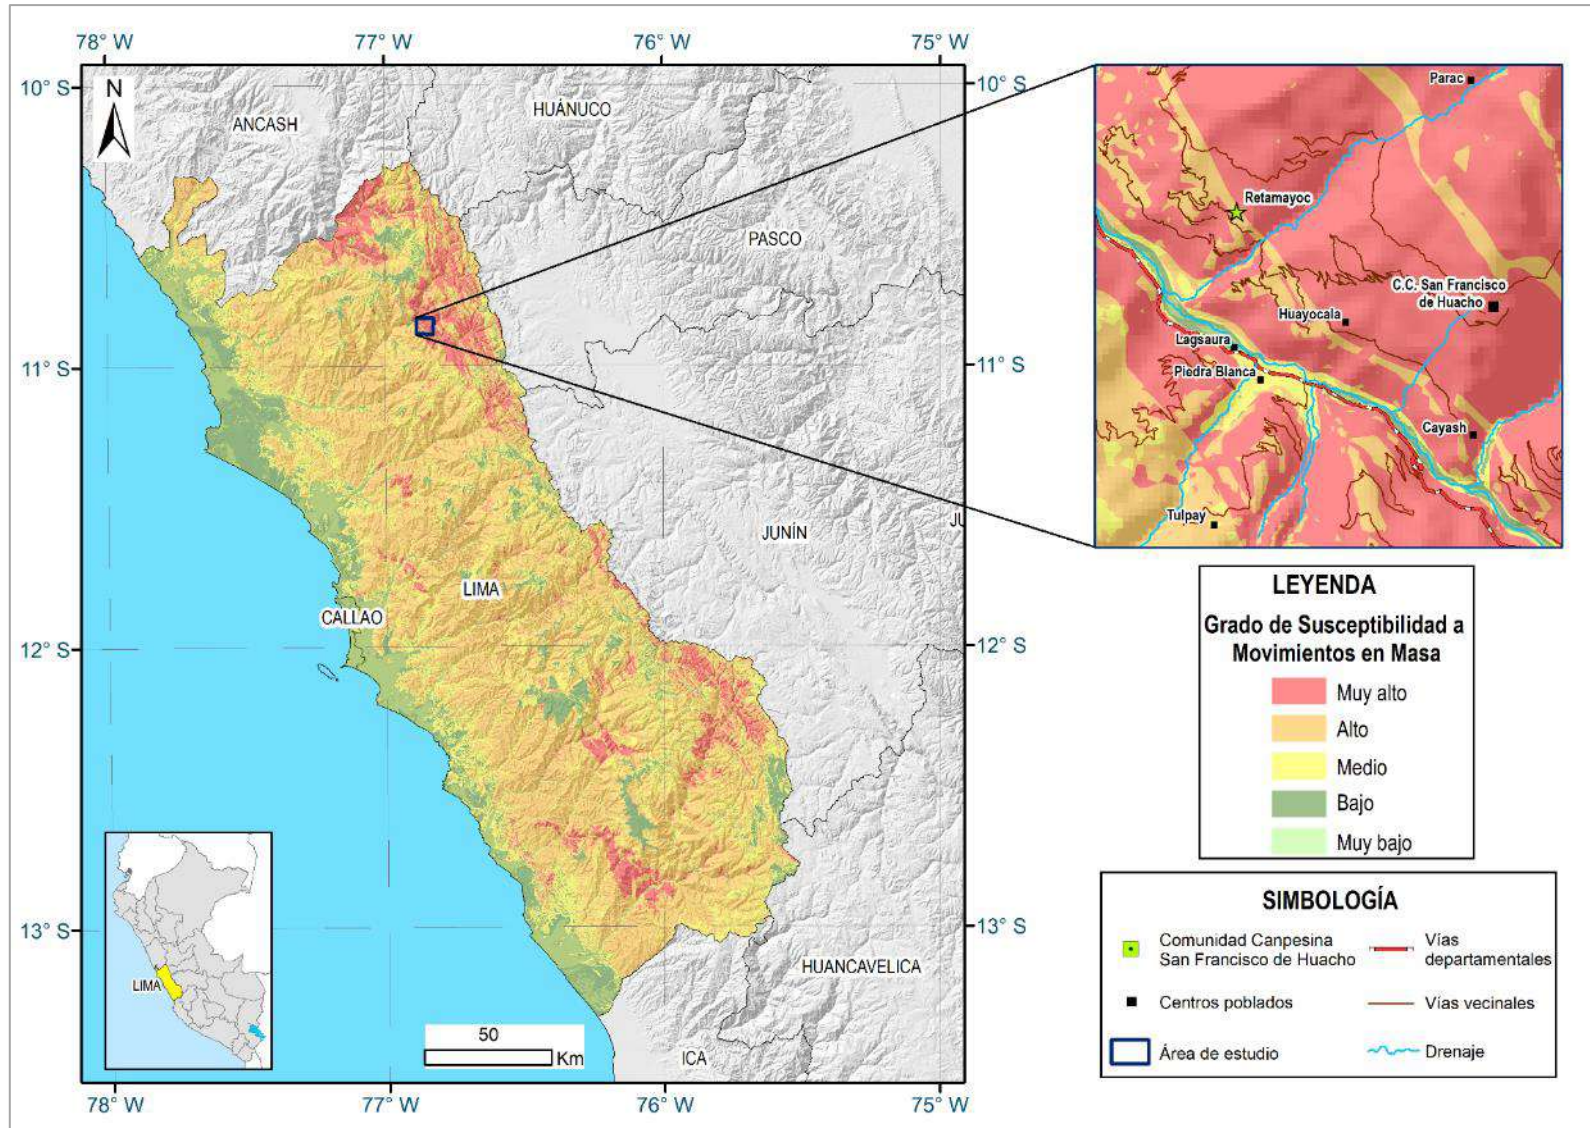 78° W
77° W
76° W
75° W
10° S
10° S
N
ANCASH
HUÁNUCO
PASCO
11° S
11° S
JUNÍN
LIMA
CALLAO
12° S
12° S
13° S
13° S
HUANCAVELICA
ICA
LIMA
50
Km
78° W
77° W
76° W
75° W
Parac
Retamayoc
C.C. San Francisco
de Huacho
Huayocala
Lagsaura
Piedra Blanca
Cayash
Tulpay
LEYENDA
Grado de Susceptibilidad a
Movimientos en Masa
Muy alto
Alto
Medio
Bajo
Muy bajo
SIMBOLOGÍA
Comunidad Canpesina
San Francisco de Huacho
Vías
departamentales
Centros poblados
Vías vecinales
Área de estudio
Drenaje